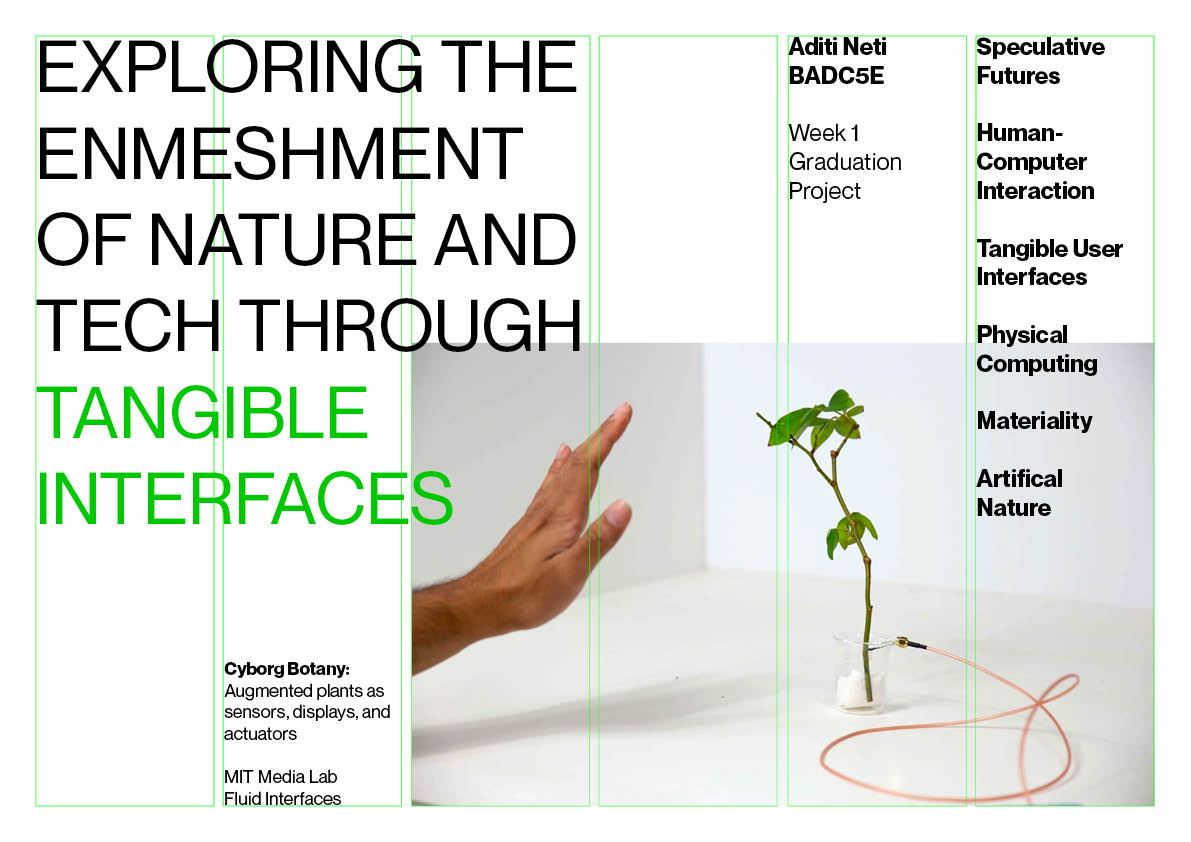 EXPLORING THE
ENMESHMENT
OF NATURE AND
TECH THROUGH
TANGIBLE
INTERFACES
Cyborg Botany:
Augmented plants as
sensors, displays, and
actuators
MIT Media Lab
Fluid Interfaces
Aditi Neti
BADC5E
Week 1
Graduation
Project
Speculative
Futures
Human-
Computer
Interaction
Tangible User
Interfaces
Physical
Computing
Materiality
Artifical
Nature